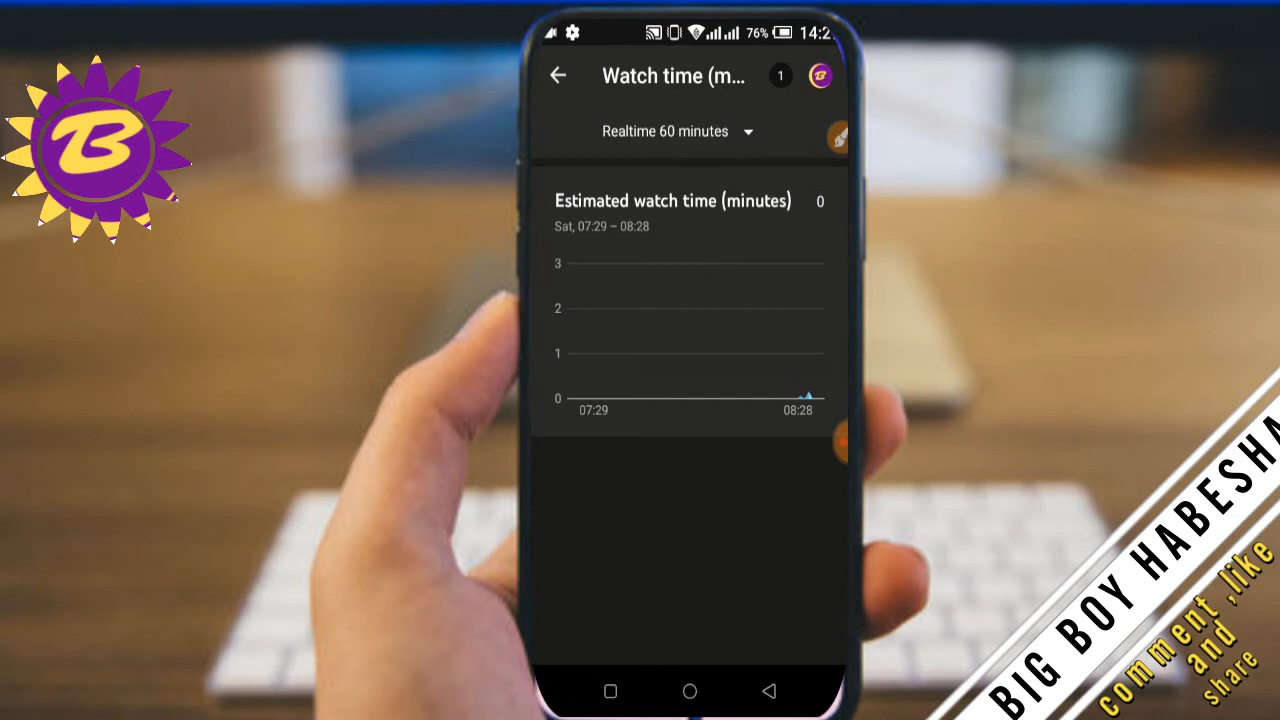 B
76% 14:2
Watch time (m... 1 B
Realtime 60 minutes
Estimated watch time (minutes) 0
Sat, 07:29 – 08:28
3
2
1
0
07:29 08:28
BIG BOY HABESHA
comment ,like
and
share